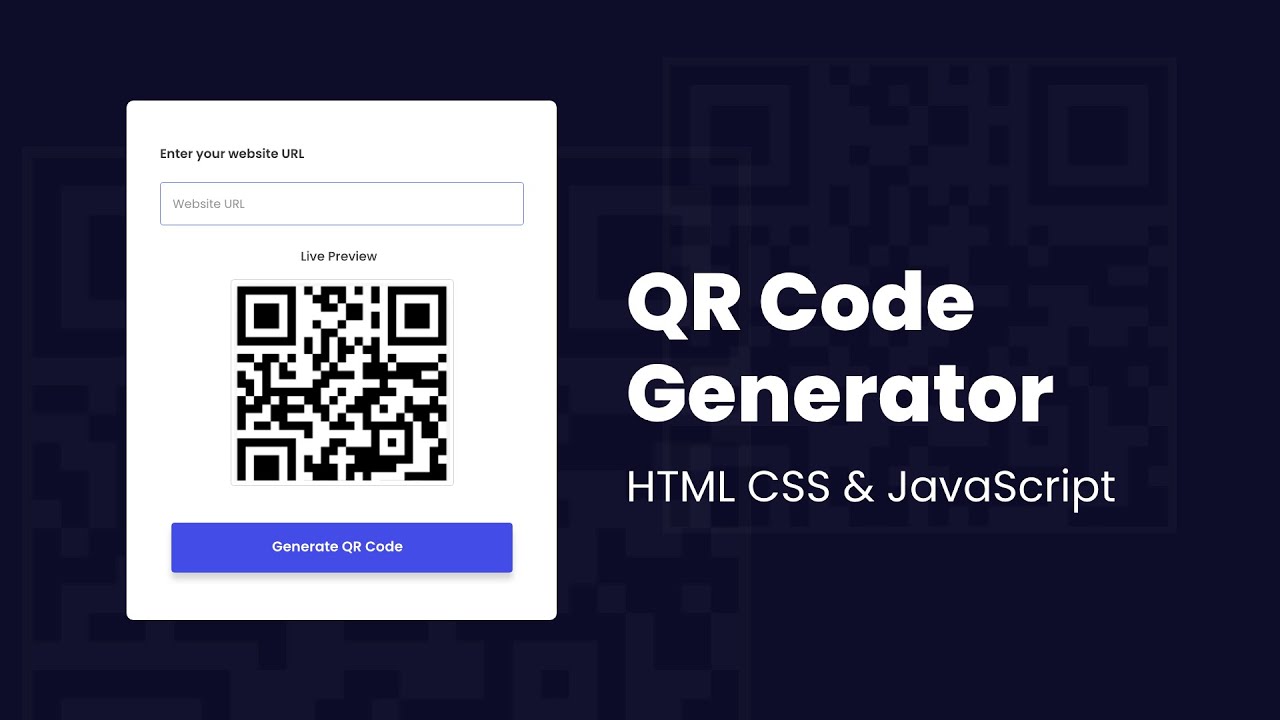 Enter your website URL
Website URL
Live Preview
Generate QR Code
QR Code
Generator
HTML CSS & JavaScript